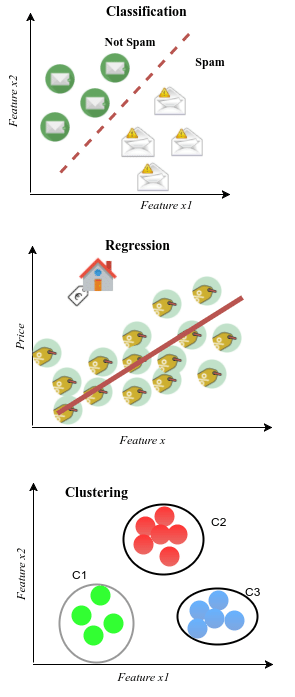 Classification
Not Spam
Spam
Feature x2
Feature x1
Regression
€
Price
Feature x
Clustering
C2
C1
C3
Feature x2
Feature x1